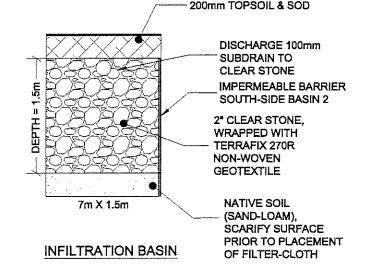 200mm TOPSOIL & SOD
DISCHARGE 100mm
SUBDRAIN TO
CLEAR STONE
IMPERMEABLE BARRIER
SOUTH-SIDE BASIN 2
DEPTH = 1.5m
2" CLEAR STONE,
WRAPPED WITH
TERRAFIX 270R
NON-WOVEN
GEOTEXTILE
7m X 1.5m
NATIVE SOIL
(SAND-LOAM),
SCARIFY SURFACE
PRIOR TO PLACEMENT
OF FILTER-CLOTH
INFILTRATION BASIN